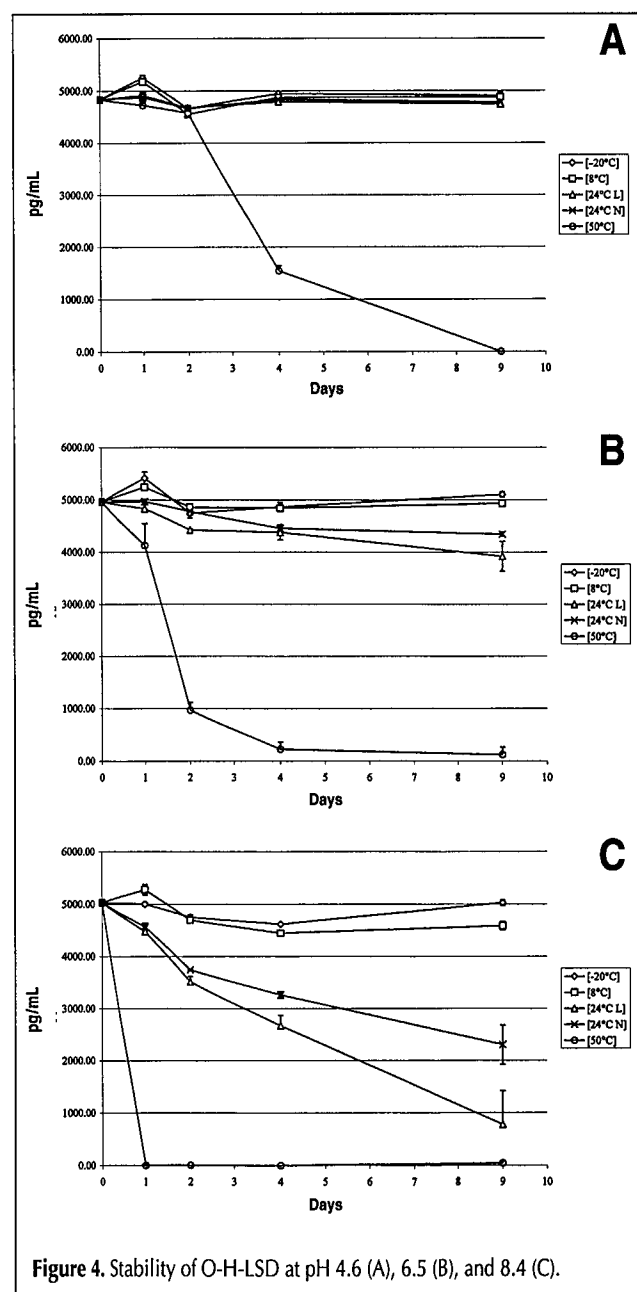 A
6000.00
5000.00
4000.00
3000.00
2000.00
1000.00
0.00
pg/mL
0 1 2 3 4 5 6 7 8 9 10
Days
[-20°C]
[8°C]
[24°C L]
[24°C N]
[50°C]
B
6000.00
5000.00
4000.00
3000.00
2000.00
1000.00
0.00
pg/mL
0 1 2 3 4 5 6 7 8 9 10
Days
[-20°C]
[8°C]
[24°C L]
[24°C N]
[50°C]
C
6000.00
5000.00
4000.00
3000.00
2000.00
1000.00
0.00
pg/mL
0 1 2 3 4 5 6 7 8 9 10
Days
[-20°C]
[8°C]
[24°C L]
[24°C N]
[50°C]
Figure 4. Stability of O-H-LSD at pH 4.6 (A), 6.5 (B), and 8.4 (C).